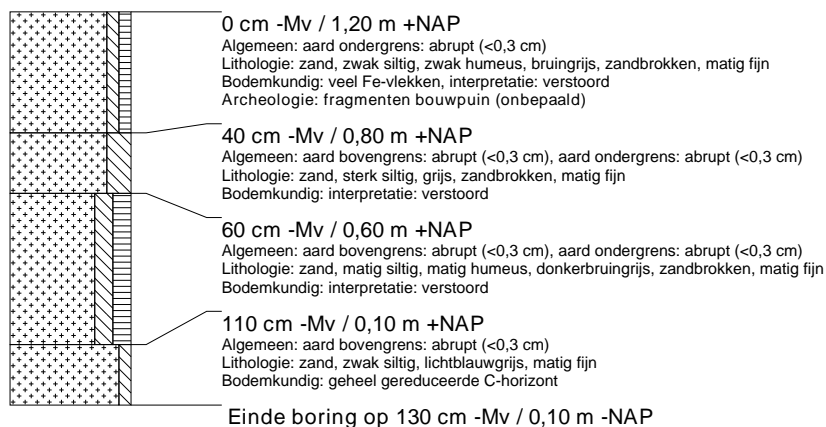 0 cm -Mv / 1,20 m +NAP
Algemeen: aard ondergrens: abrupt (<0,3 cm)
Lithologie: zand, zwak siltig, zwak humeus, bruingrijs, zandbrokken, matig fijn
Bodemkundig: veel Fe-vlekken, interpretatie: verstoord
Archeologie: fragmenten bouwpuin (onbepaald)
40 cm -Mv / 0,80 m +NAP
Algemeen: aard bovengrens: abrupt (<0,3 cm), aard ondergrens: abrupt (<0,3 cm)
Lithologie: zand, sterk siltig, grijs, zandbrokken, matig fijn
Bodemkundig: interpretatie: verstoord
60 cm -Mv / 0,60 m +NAP
Algemeen: aard bovengrens: abrupt (<0,3 cm), aard ondergrens: abrupt (<0,3 cm)
Lithologie: zand, matig siltig, matig humeus, donkerbruingrijs, zandbrokken, matig fijn
Bodemkundig: interpretatie: verstoord
110 cm -Mv / 0,10 m +NAP
Algemeen: aard bovengrens: abrupt (<0,3 cm)
Lithologie: zand, zwak siltig, lichtblauwgrijs, matig fijn
Bodemkundig: geheel gereduceerde C-horizont
Einde boring op 130 cm -Mv / 0,10 m -NAP